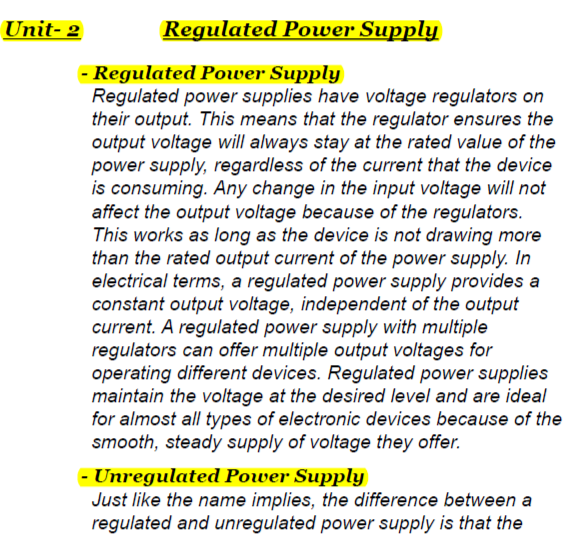 Unit- 2 Regulated Power Supply
- Regulated Power Supply
Regulated power supplies have voltage regulators on
their output. This means that the regulator ensures the
output voltage will always stay at the rated value of the
power supply, regardless of the current that the device
is consuming. Any change in the input voltage will not
affect the output voltage because of the regulators.
This works as long as the device is not drawing more
than the rated output current of the power supply. In
electrical terms, a regulated power supply provides a
constant output voltage, independent of the output
current. A regulated power supply with multiple
regulators can offer multiple output voltages for
operating different devices. Regulated power supplies
maintain the voltage at the desired level and are ideal
for almost all types of electronic devices because of the
smooth, steady supply of voltage they offer.
- Unregulated Power Supply
Just like the name implies, the difference between a
regulated and unregulated power supply is that the